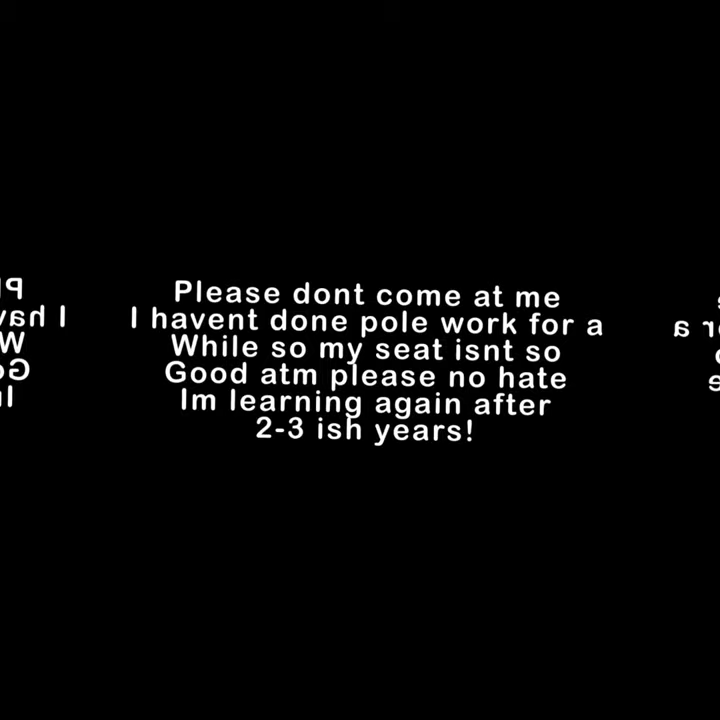 Please dont come at me
I havent done pole work for a
While so my seat isnt so
Good atm please no hate
Im learning again after
2-3 ish years!